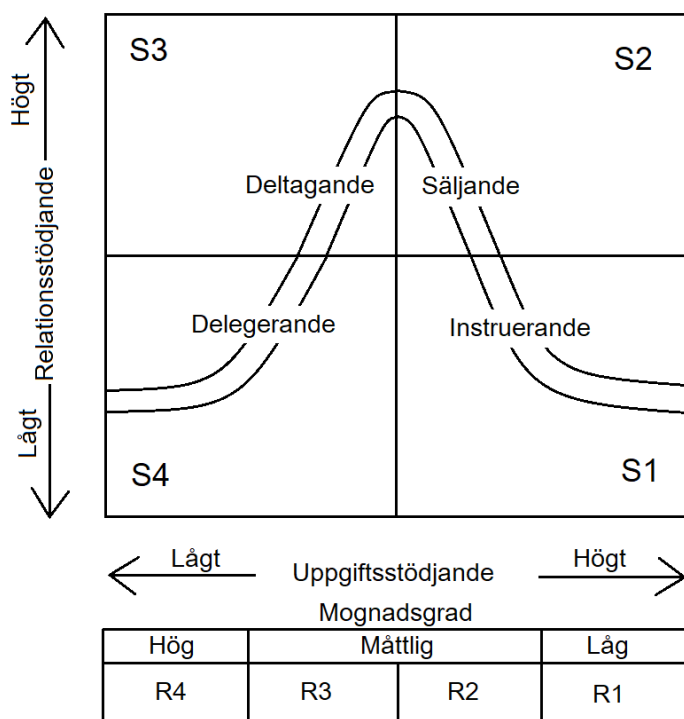 S3
S2
Högt
Relationsstödjande
Lågt
Deltagande
Säljande
Delegerande
Instruerande
S4
S1
Lågt
Uppgiftsstödjande
Högt
Mognadsgrad
Hög
Måttlig
Låg
R4
R3
R2
R1